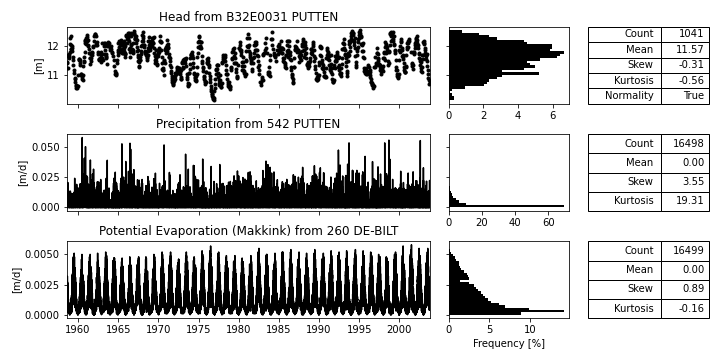 Head from B32E0031 PUTTEN
12
11
[m]
0 2 4 6
Count 1041
Mean 11.57
Skew -0.31
Kurtosis -0.56
Normality True
Precipitation from 542 PUTTEN
0.050
0.025
0.000
[m/d]
0 20 40 60
Count 16498
Mean 0.00
Skew 3.55
Kurtosis 19.31
Potential Evaporation (Makkink) from 260 DE-BILT
0.0050
0.0025
0.0000
[m/d]
1960 1965 1970 1975 1980 1985 1990 1995 2000
0 5 10
Frequency [%]
Count 16499
Mean 0.00
Skew 0.89
Kurtosis -0.16